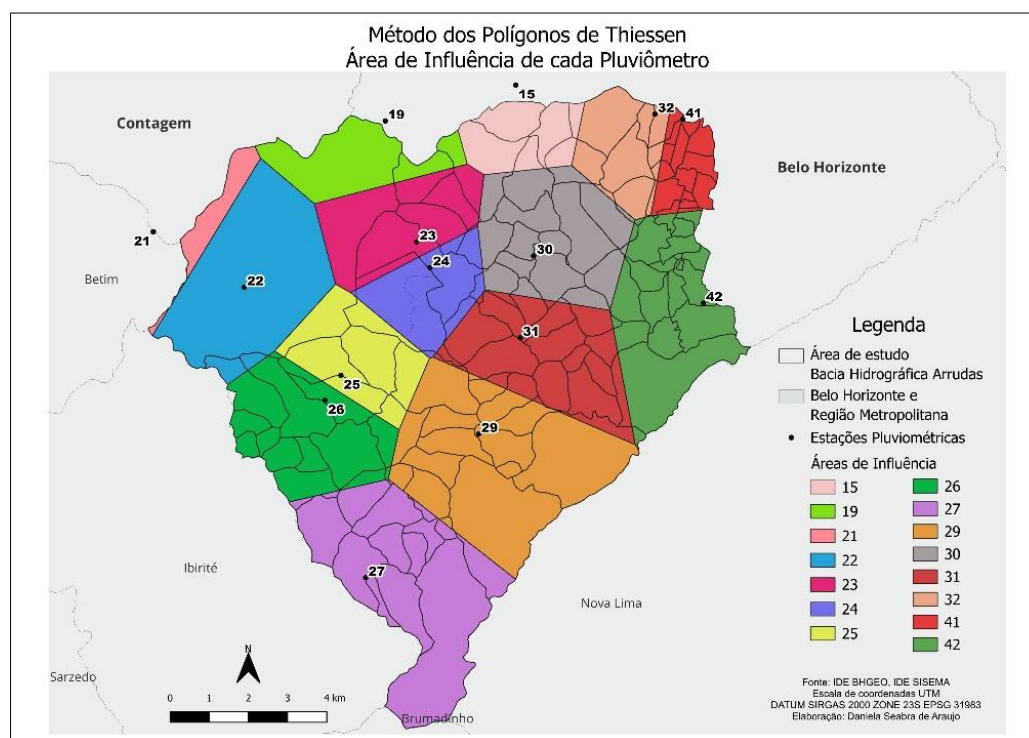 Método dos Polígonos de Thiessen
Área de Influência de cada Pluviômetro
15
19
32
41
Contagem
Belo Horizonte
21
23
24
30
Betim
22
42
31
25
26
29
27
Ibirité
Nova Lima
Sarzedo
Brumadinho
N
0 1 2 3 4 km
Legenda
Área de estudo
Bacia Hidrográfica Arrudas
Belo Horizonte e
Região Metropolitana
Estações Pluviométricas
Áreas de Influência
15
19
21
22
23
24
25
26
27
29
30
31
32
41
42
Fonte: IDE BHGEO, IDE SISEMA
Escala de coordenadas UTM
DATUM SIRGAS 2000 ZONE 23S EPSG 31983
Elaboração: Daniela Seabra de Araujo